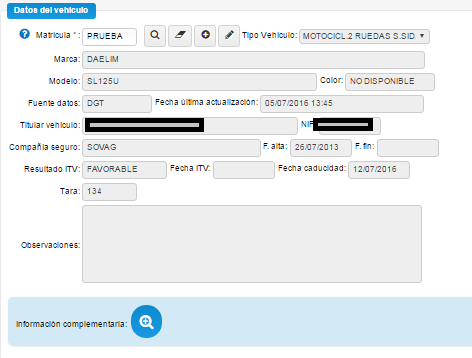 Datos del vehículo
Matrícula * : PRUEBA Tipo Vehículo: MOTOCICL.2 RUEDAS S.SID
Marca: DAELIM
Modelo: SL125U Color: NO DISPONIBLE
Fuente datos: DGT Fecha última actualización: 05/07/2016 13:45
Titular vehículo: NIF
Compañía seguro: SOVAG F. alta: 26/07/2013 F. fin:
Resultado ITV: FAVORABLE Fecha ITV: Fecha caducidad: 12/07/2016
Tara: 134
Observaciones:
Información complementaria: